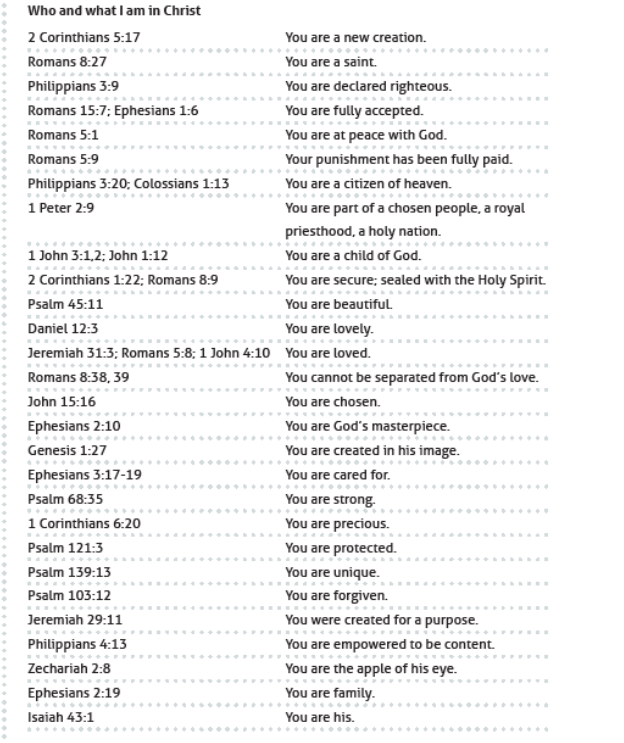 Who and what I am in Christ
2 Corinthians 5:17 You are a new creation.
Romans 8:27 You are a saint.
Philippians 3:9 You are declared righteous.
Romans 15:7; Ephesians 1:6 You are fully accepted.
Romans 5:1 You are at peace with God.
Romans 5:9 Your punishment has been fully paid.
Philippians 3:20; Colossians 1:13 You are a citizen of heaven.
1 Peter 2:9 You are part of a chosen people, a royal
priesthood, a holy nation.
1 John 3:1,2; John 1:12 You are a child of God.
2 Corinthians 1:22; Romans 8:9 You are secure; sealed with the Holy Spirit.
Psalm 45:11 You are beautiful.
Daniel 12:3 You are lovely.
Jeremiah 31:3; Romans 5:8; 1 John 4:10 You are loved.
Romans 8:38, 39 You cannot be separated from God's love.
John 15:16 You are chosen.
Ephesians 2:10 You are God's masterpiece.
Genesis 1:27 You are created in his image.
Ephesians 3:17-19 You are cared for.
Psalm 68:35 You are strong.
1 Corinthians 6:20 You are precious.
Psalm 121:3 You are protected.
Psalm 139:13 You are unique.
Psalm 103:12 You are forgiven.
Jeremiah 29:11 You were created for a purpose.
Philippians 4:13 You are empowered to be content.
Zechariah 2:8 You are the apple of his eye.
Ephesians 2:19 You are family.
Isaiah 43:1 You are his.